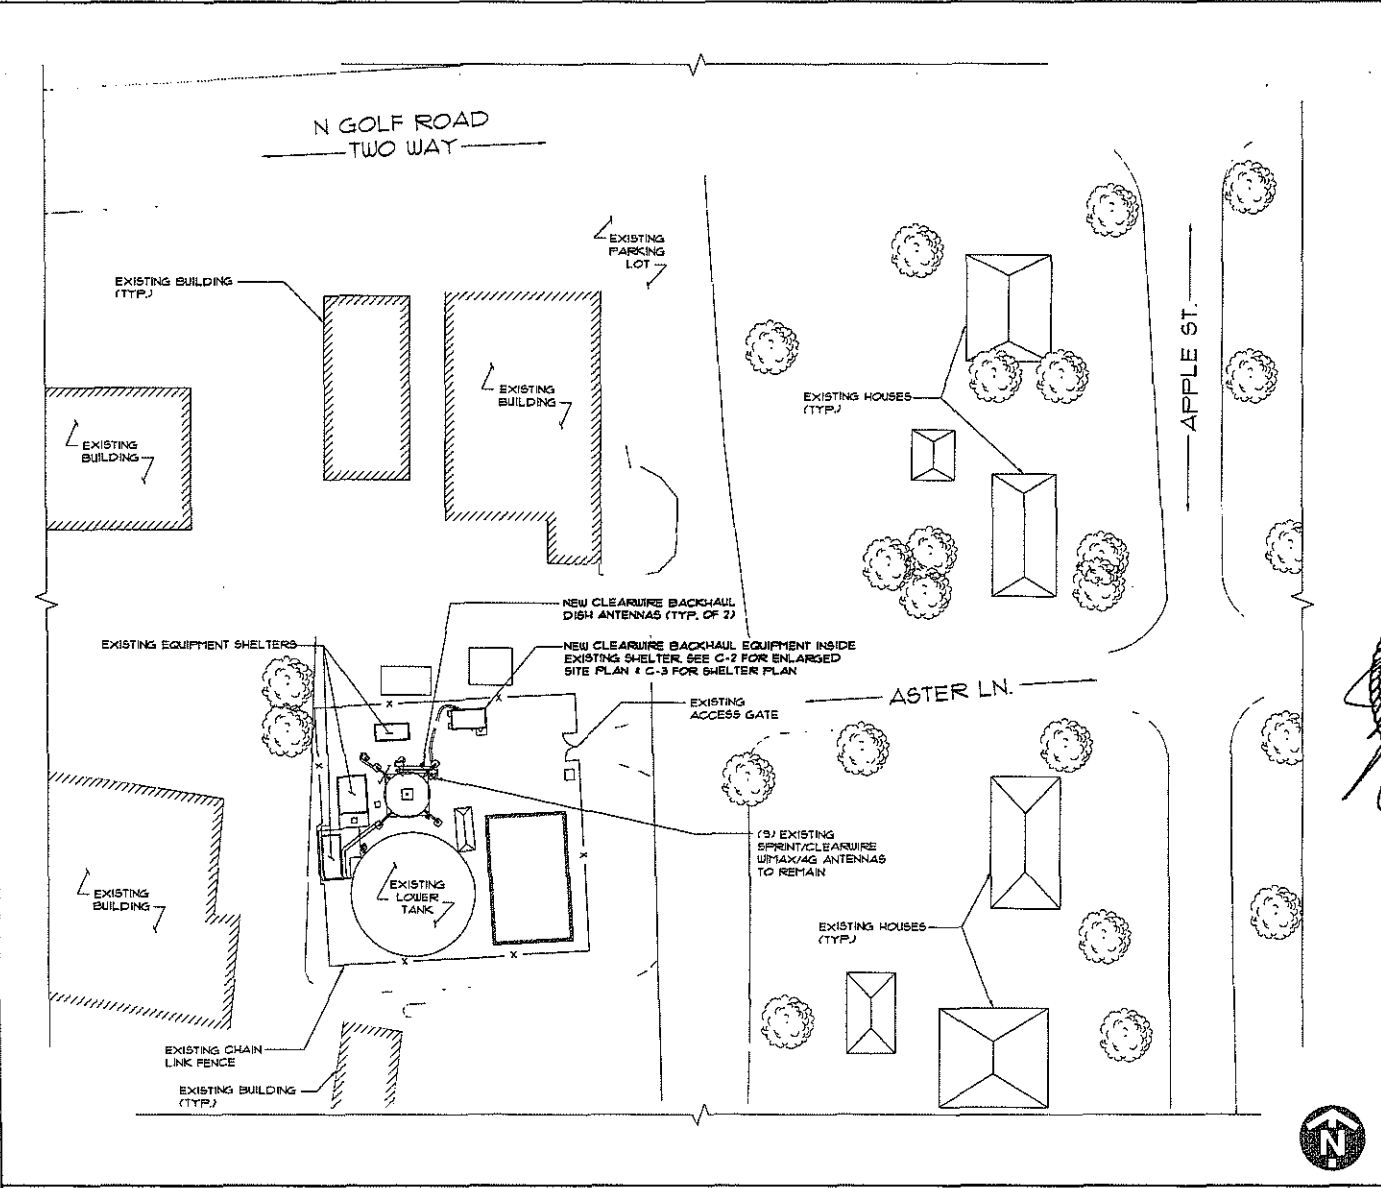 N GOLF ROAD
TWO WAY
EXISTING
PARKING
LOT
EXISTING BUILDING
(TYP.)
EXISTING
BUILDING
EXISTING
BUILDING
APPLE ST.
EXISTING HOUSES
(TYP.)
NEW CLEARWIRE BACKHAUL
DISH ANTENNAS (TYP. OF 2)
EXISTING EQUIPMENT SHELTERS
NEW CLEARWIRE BACKHAUL EQUIPMENT INSIDE
EXISTING SHELTER. SEE C-2 FOR ENLARGED
SITE PLAN & C-3 FOR SHELTER PLAN
ASTER LN.
EXISTING
ACCESS GATE
(9) EXISTING
SPRINT/CLEARWIRE
WIMAX/4G ANTENNAS
TO REMAIN
EXISTING
LOWER
TANK
EXISTING
BUILDING
EXISTING HOUSES
(TYP.)
EXISTING CHAIN
LINK FENCE
EXISTING BUILDING
(TYP.)
N